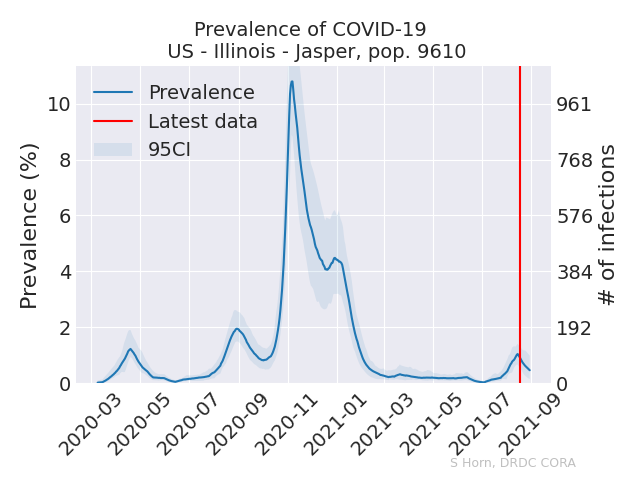 Prevalence of COVID-19
US - Illinois - Jasper, pop. 9610
Prevalence
Latest data
95CI
Prevalence (%)
10
8
6
4
2
0
961
768
576
384
192
0
# of infections
2020-03
2020-05
2020-07
2020-09
2020-11
2021-01
2021-03
2021-05
2021-07
2021-09
S Horn, DRDC CORA